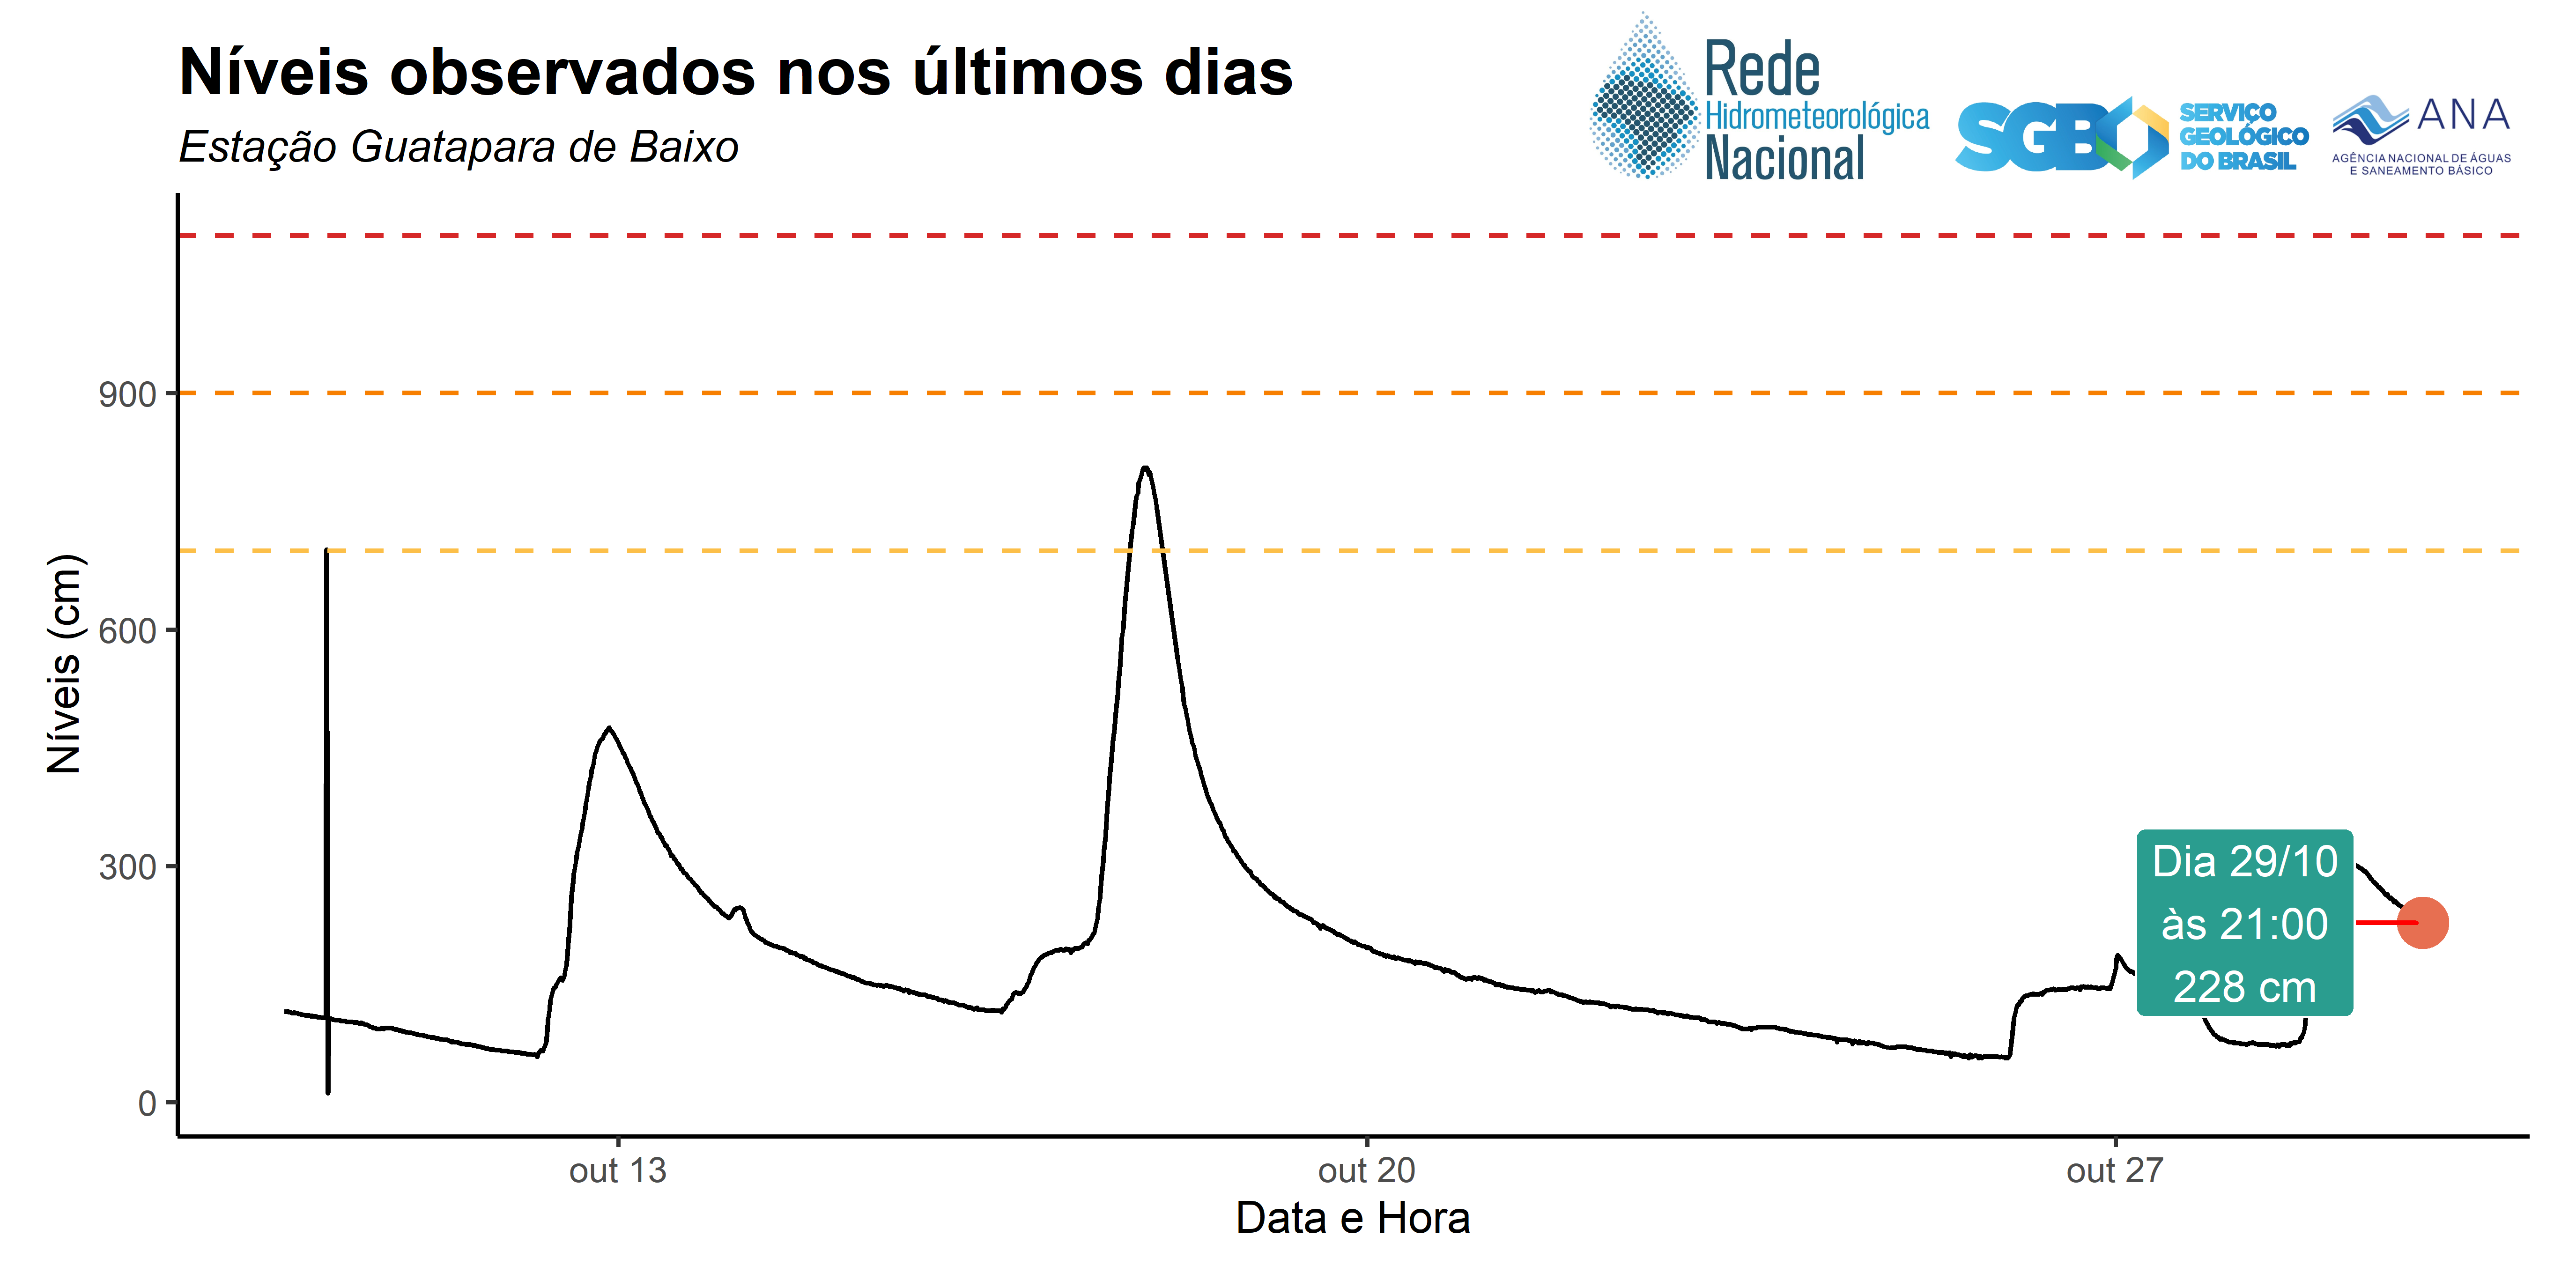 Níveis observados nos últimos dias
Estação Guatapara de Baixo
Rede
Hidrometeorológica
Nacional
SGB
SERVIÇO
GEOLÓGICO
DO BRASIL
ANA
AGÊNCIA NACIONAL DE ÁGUAS
E SANEAMENTO BÁSICO
Níveis (cm)
900
600
300
0
Dia 29/10
às 21:00
228 cm
out 13
out 20
out 27
Data e Hora